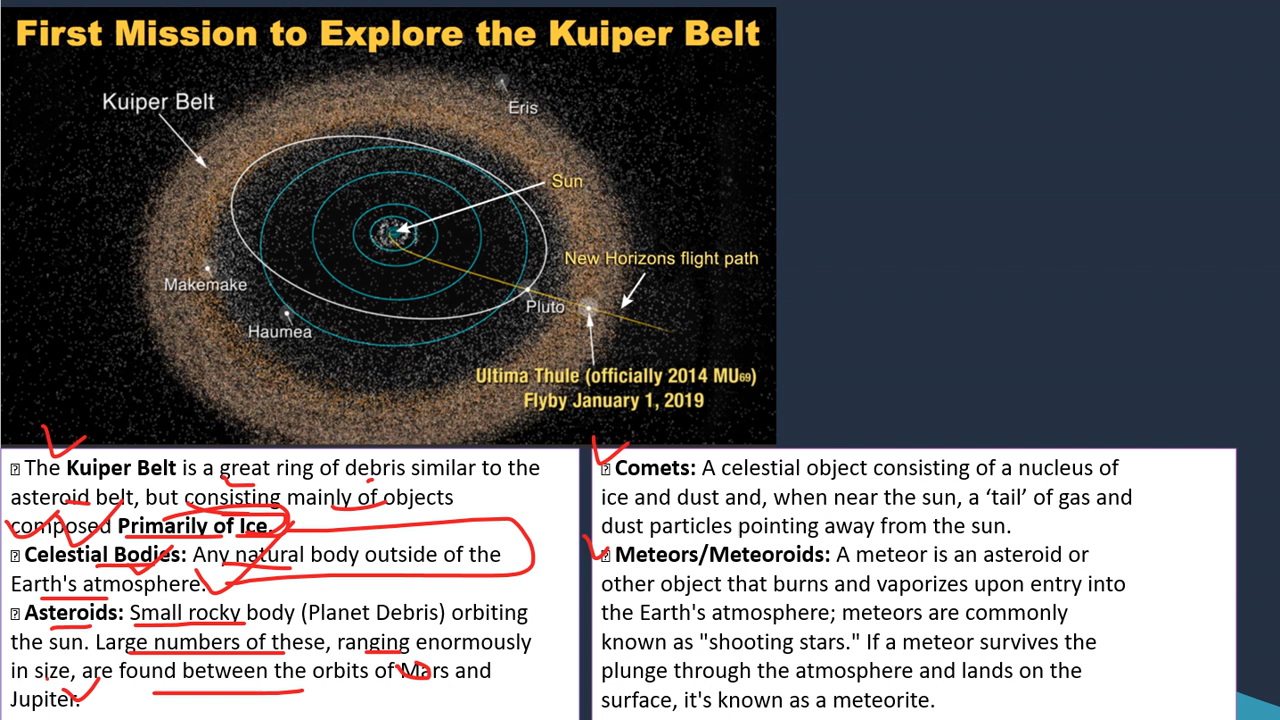 First Mission to Explore the Kuiper Belt
Kuiper Belt
Eris
Sun
New Horizons flight path
Makemake
Pluto
Haumea
Ultima Thule (officially 2014 MU69)
Flyby January 1, 2019
The Kuiper Belt is a great ring of debris similar to the
asteroid belt, but consisting mainly of objects
composed Primarily of Ice.
Celestial Bodies: Any natural body outside of the
Earth's atmosphere.
Asteroids: Small rocky body (Planet Debris) orbiting
the sun. Large numbers of these, ranging enormously
in size, are found between the orbits of Mars and
Jupiter.
Comets: A celestial object consisting of a nucleus of
ice and dust and, when near the sun, a ‘tail’ of gas and
dust particles pointing away from the sun.
Meteors/Meteoroids: A meteor is an asteroid or
other object that burns and vaporizes upon entry into
the Earth's atmosphere; meteors are commonly
known as "shooting stars." If a meteor survives the
plunge through the atmosphere and lands on the
surface, it's known as a meteorite.